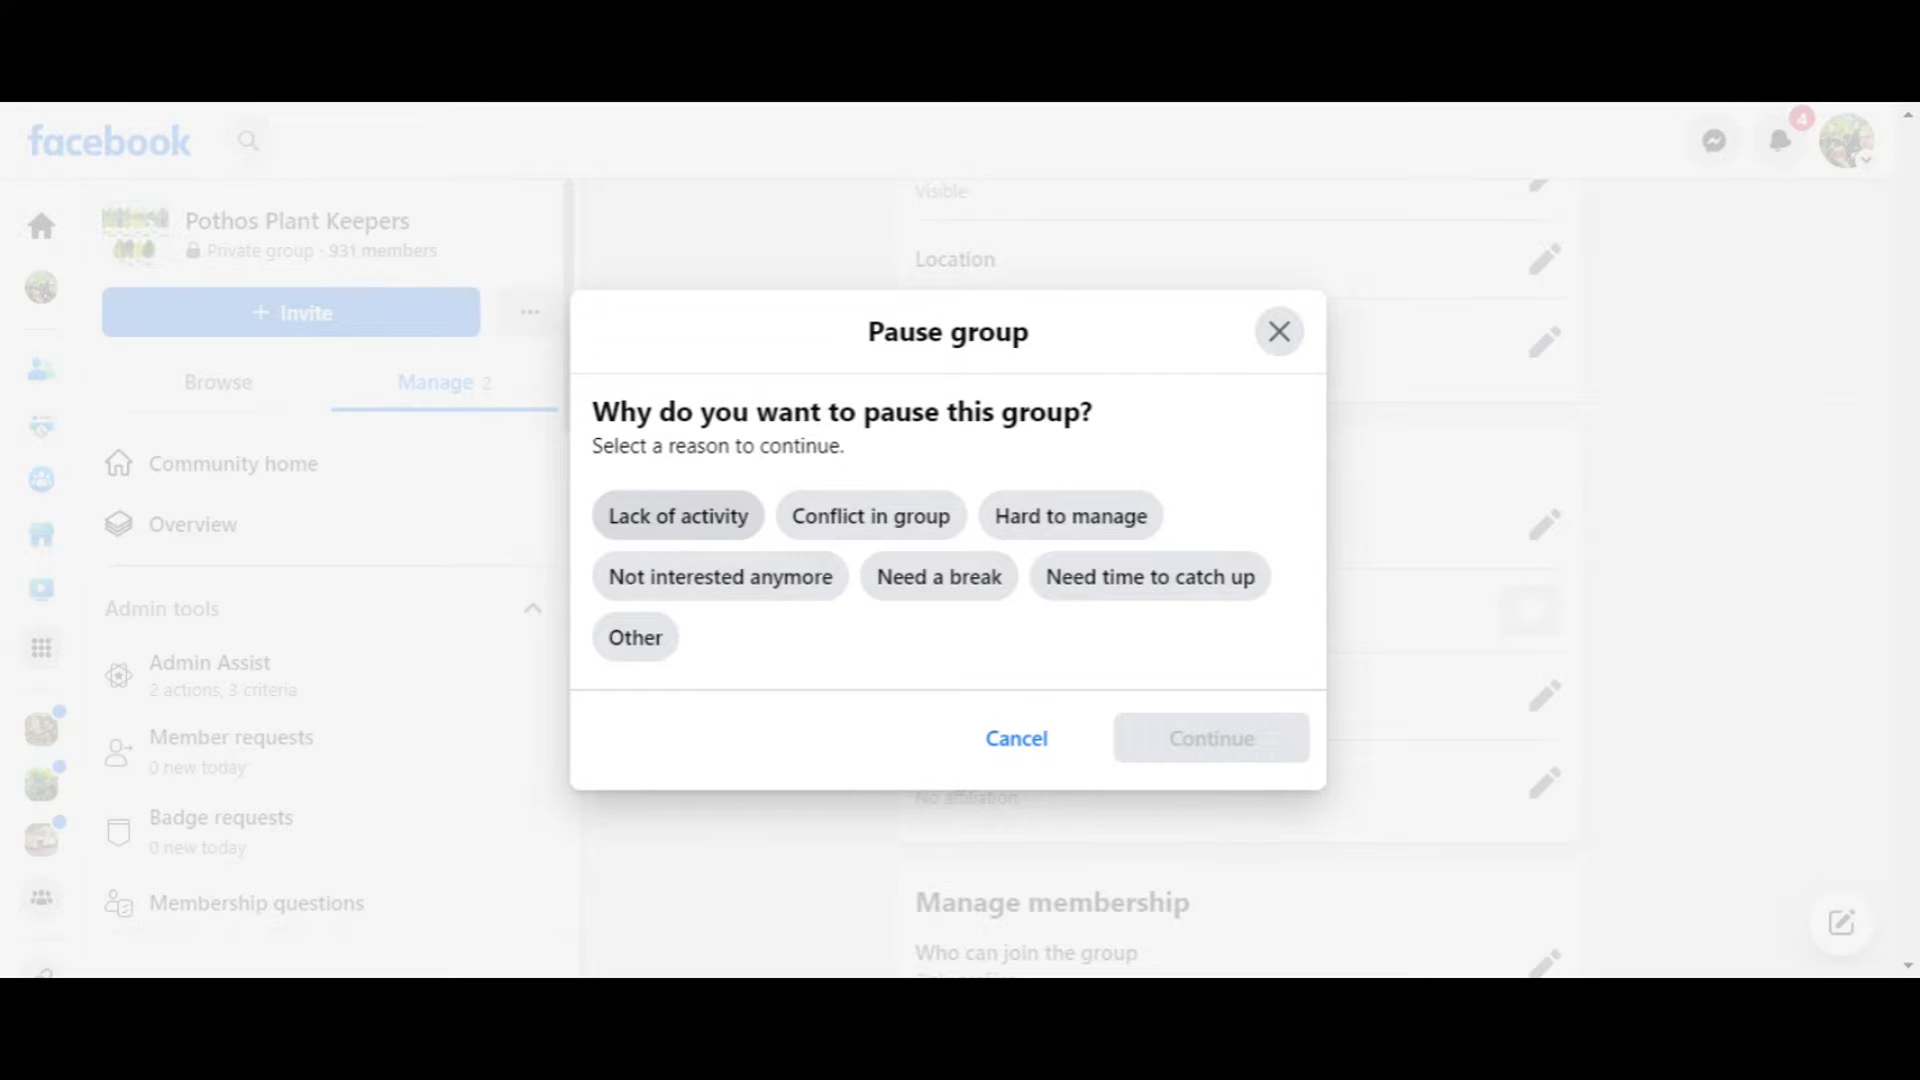 facebook
4
Pothos Plant Keepers
Private group · 931 members
+ Invite
Browse
Manage 2
Community home
Overview
Admin tools
Admin Assist
2 actions, 3 criteria
Member requests
0 new today
Badge requests
0 new today
Membership questions
Visible
Location
Pause group
Why do you want to pause this group?
Select a reason to continue.
Lack of activity
Conflict in group
Hard to manage
Not interested anymore
Need a break
Need time to catch up
Other
Cancel
Continue
No affiliation
Manage membership
Who can join the group